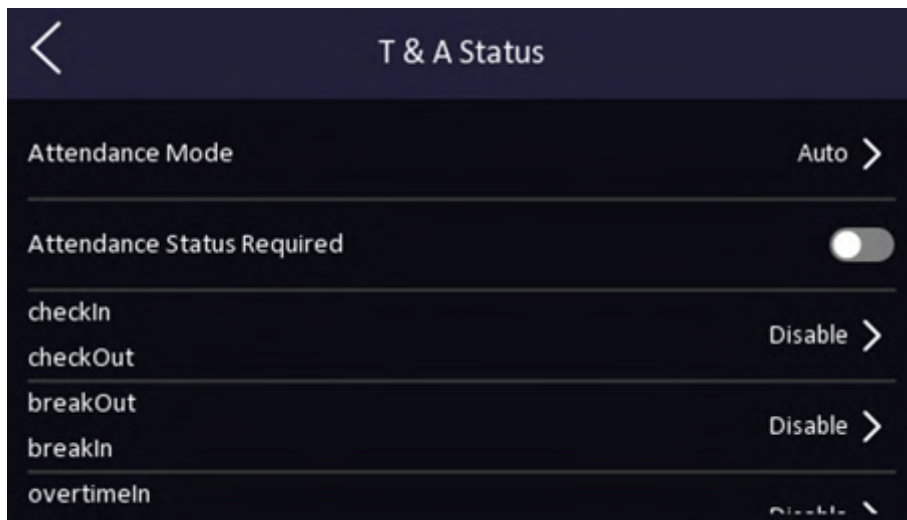 T & A Status
Attendance Mode
Auto
Attendance Status Required
checkIn
checkOut
Disable
breakOut
breakIn
Disable
overtimeIn